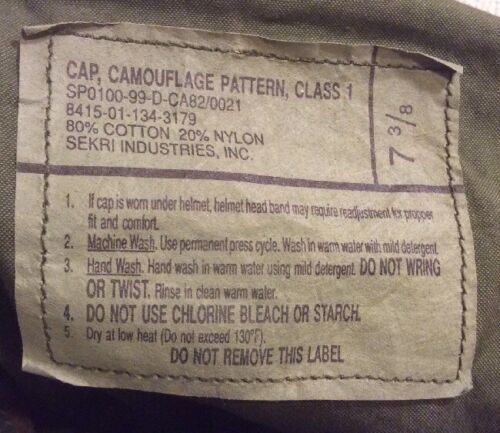 CAP, CAMOUFLAGE PATTERN, CLASS 1
SP0100-99-D-CA82/0021
8415-01-134-3179
80% COTTON 20% NYLON
SEKRI INDUSTRIES, INC.
7 3/8
1. If cap is worn under helmet, helmet head band may require readjustment for proper
fit and comfort.
2. Machine Wash. Use permanent press cycle. Wash in warm water with mild detergent.
3. Hand Wash. Hand wash in warm water using mild detergent. DO NOT WRING
OR TWIST. Rinse in clean warm water.
4. DO NOT USE CHLORINE BLEACH OR STARCH.
5. Dry at low heat (Do not exceed 130°F).
DO NOT REMOVE THIS LABEL